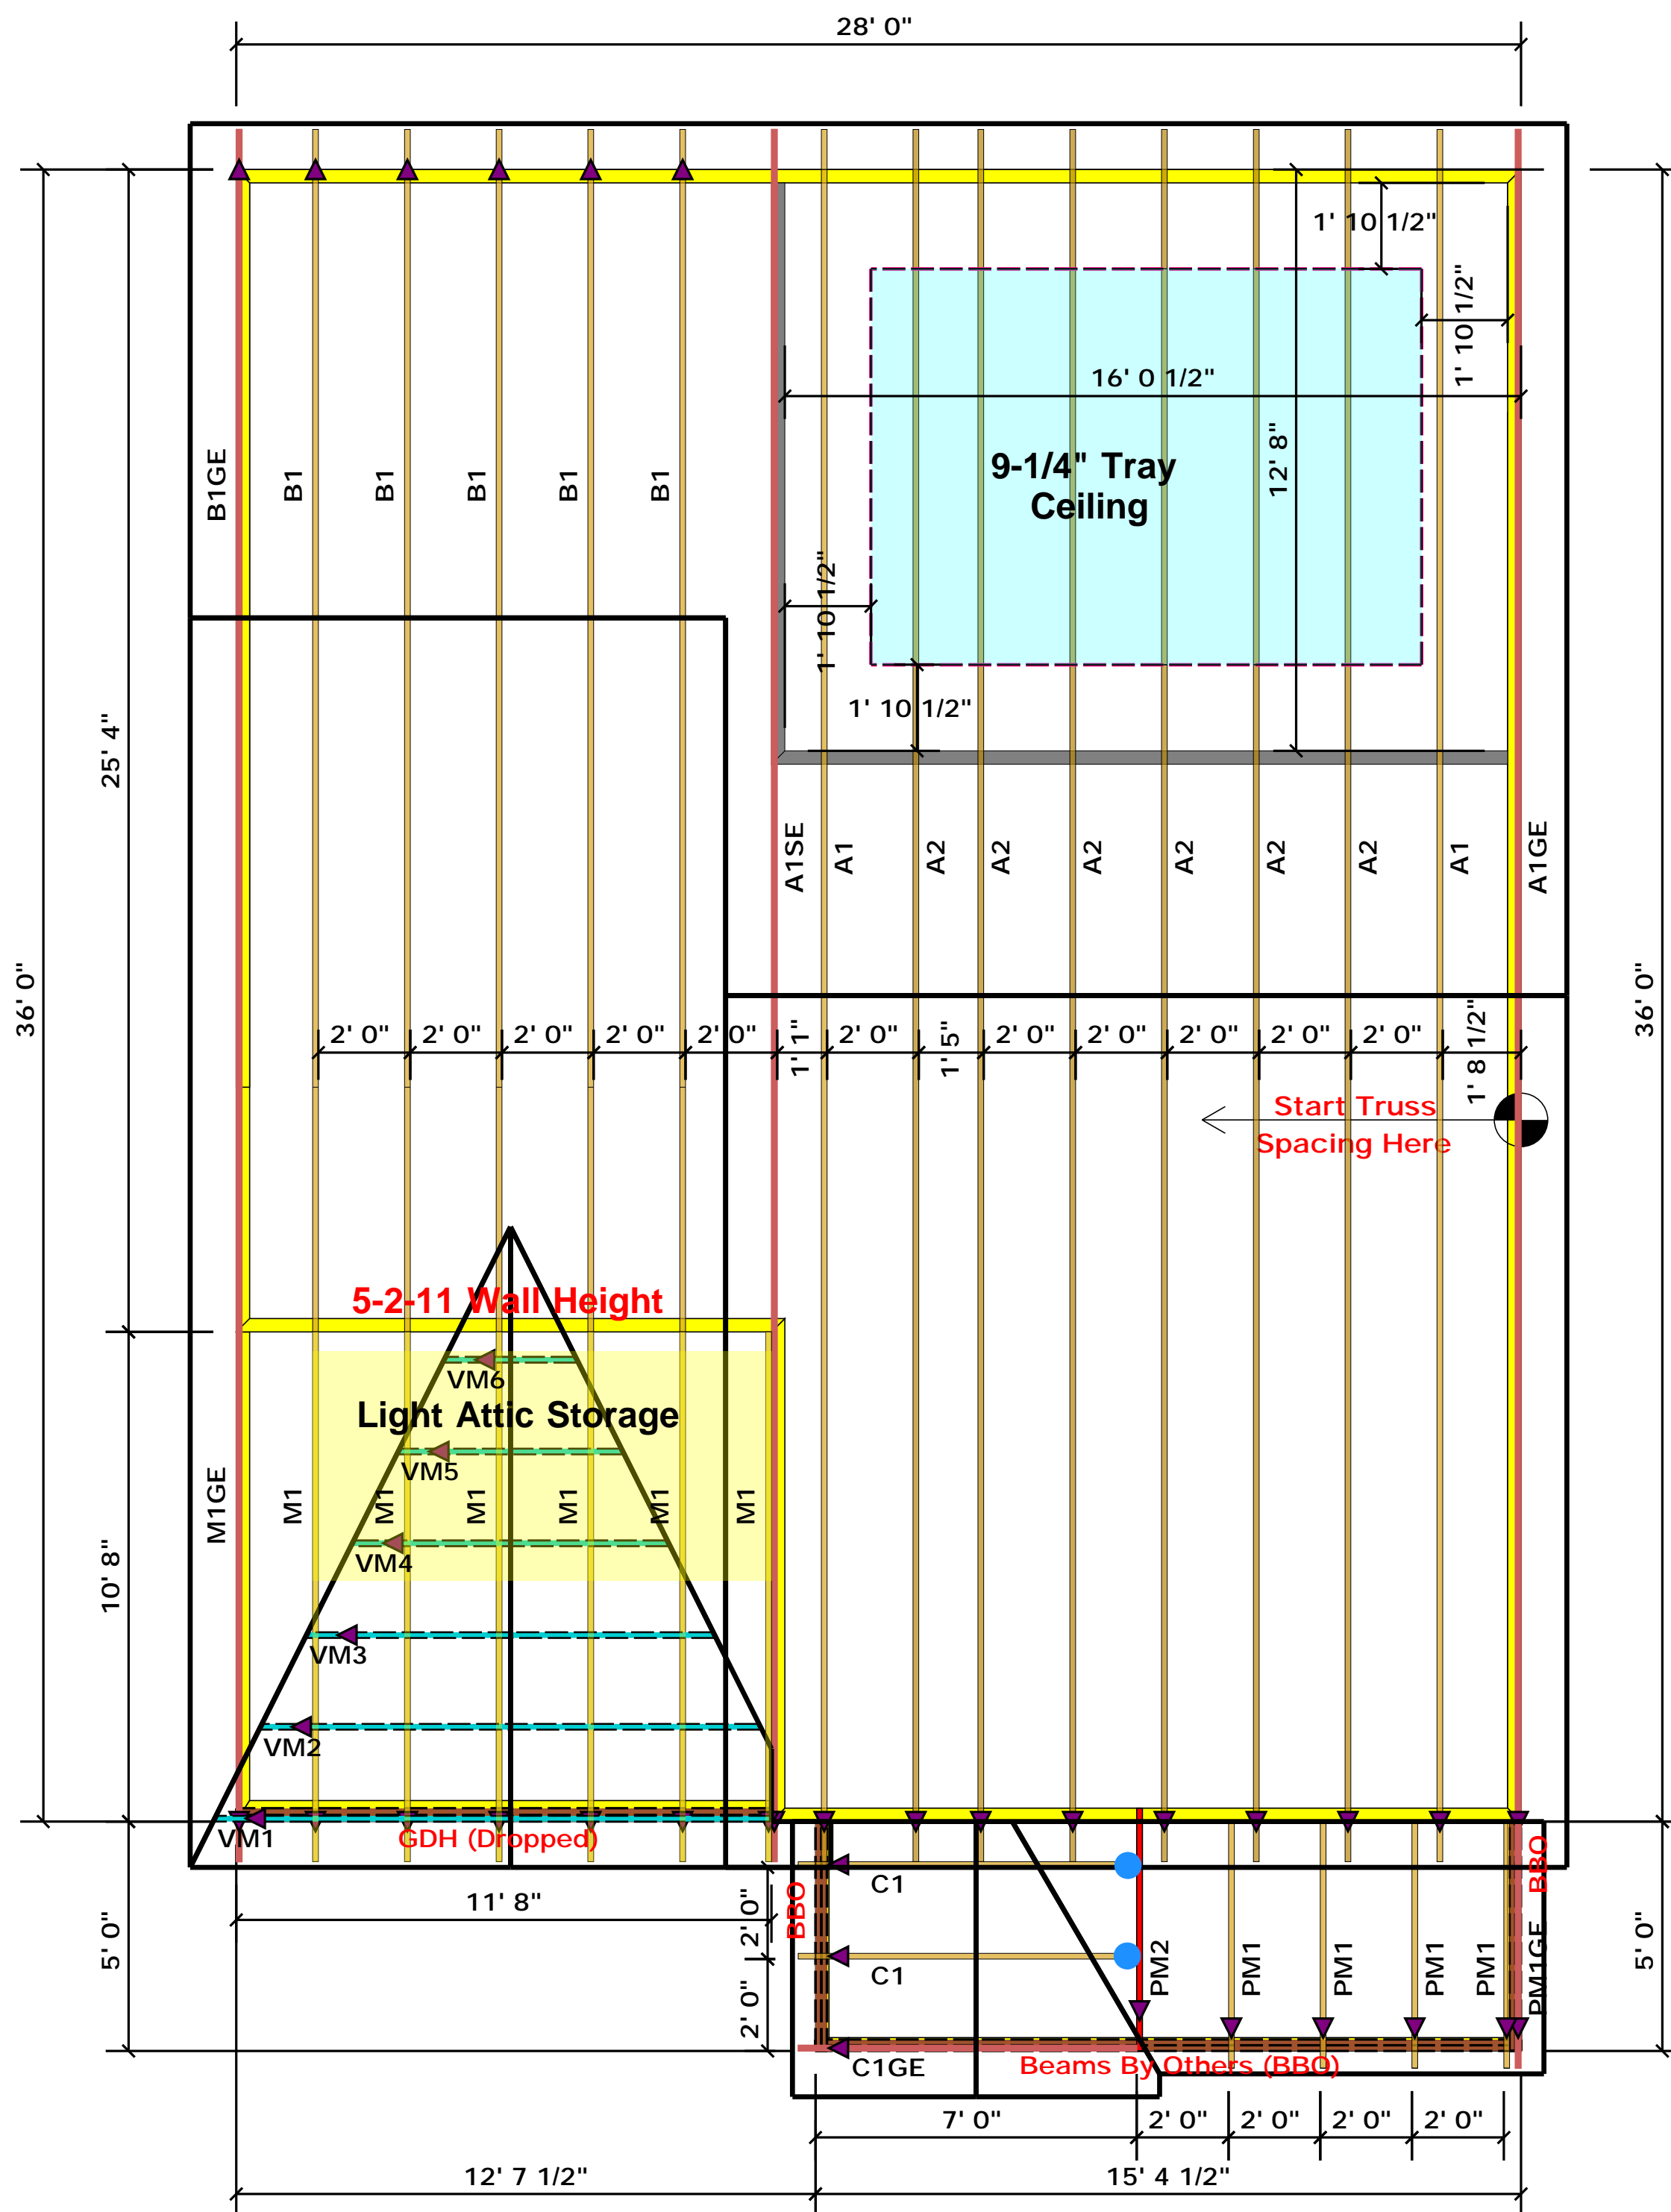 28' 0"
1' 10 1/2"
1' 10 1/2"
16' 0 1/2"
12' 8"
9-1/4" Tray
Ceiling
B1GE
B1
B1
B1
B1
B1
1' 10 1/2"
1' 10 1/2"
25' 4"
A1SE
A1
A2
A2
A2
A2
A2
A2
A1
A1GE
36' 0"
36' 0"
2' 0"
2' 0"
2' 0"
2' 0"
2' 0"
1' 1"
2' 0"
1' 5"
2' 0"
2' 0"
2' 0"
2' 0"
2' 0"
1' 8 1/2"
Start Truss
Spacing Here
5-2-11 Wall Height
VM6
Light Attic Storage
VM5
M1GE
M1
M1
M1
M1
M1
M1
VM4
10' 8"
VM3
VM2
VM1
GDH (Dropped)
BBO
BBO
C1
11' 8"
2' 0"
5' 0"
5' 0"
PM2
PM1
PM1
PM1
PM1
PM1GE
C1
2' 0"
C1GE
Beams By Others (BBO)
7' 0"
2' 0"
2' 0"
2' 0"
2' 0"
12' 7 1/2"
15' 4 1/2"